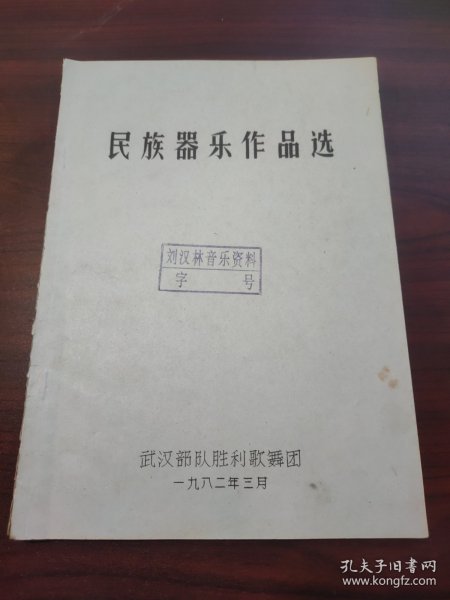 民族器乐作品选
刘汉林音乐资料
字 号
武汉部队胜利歌舞团
一九八二年三月
孔夫子旧书网
www.kongfz.com